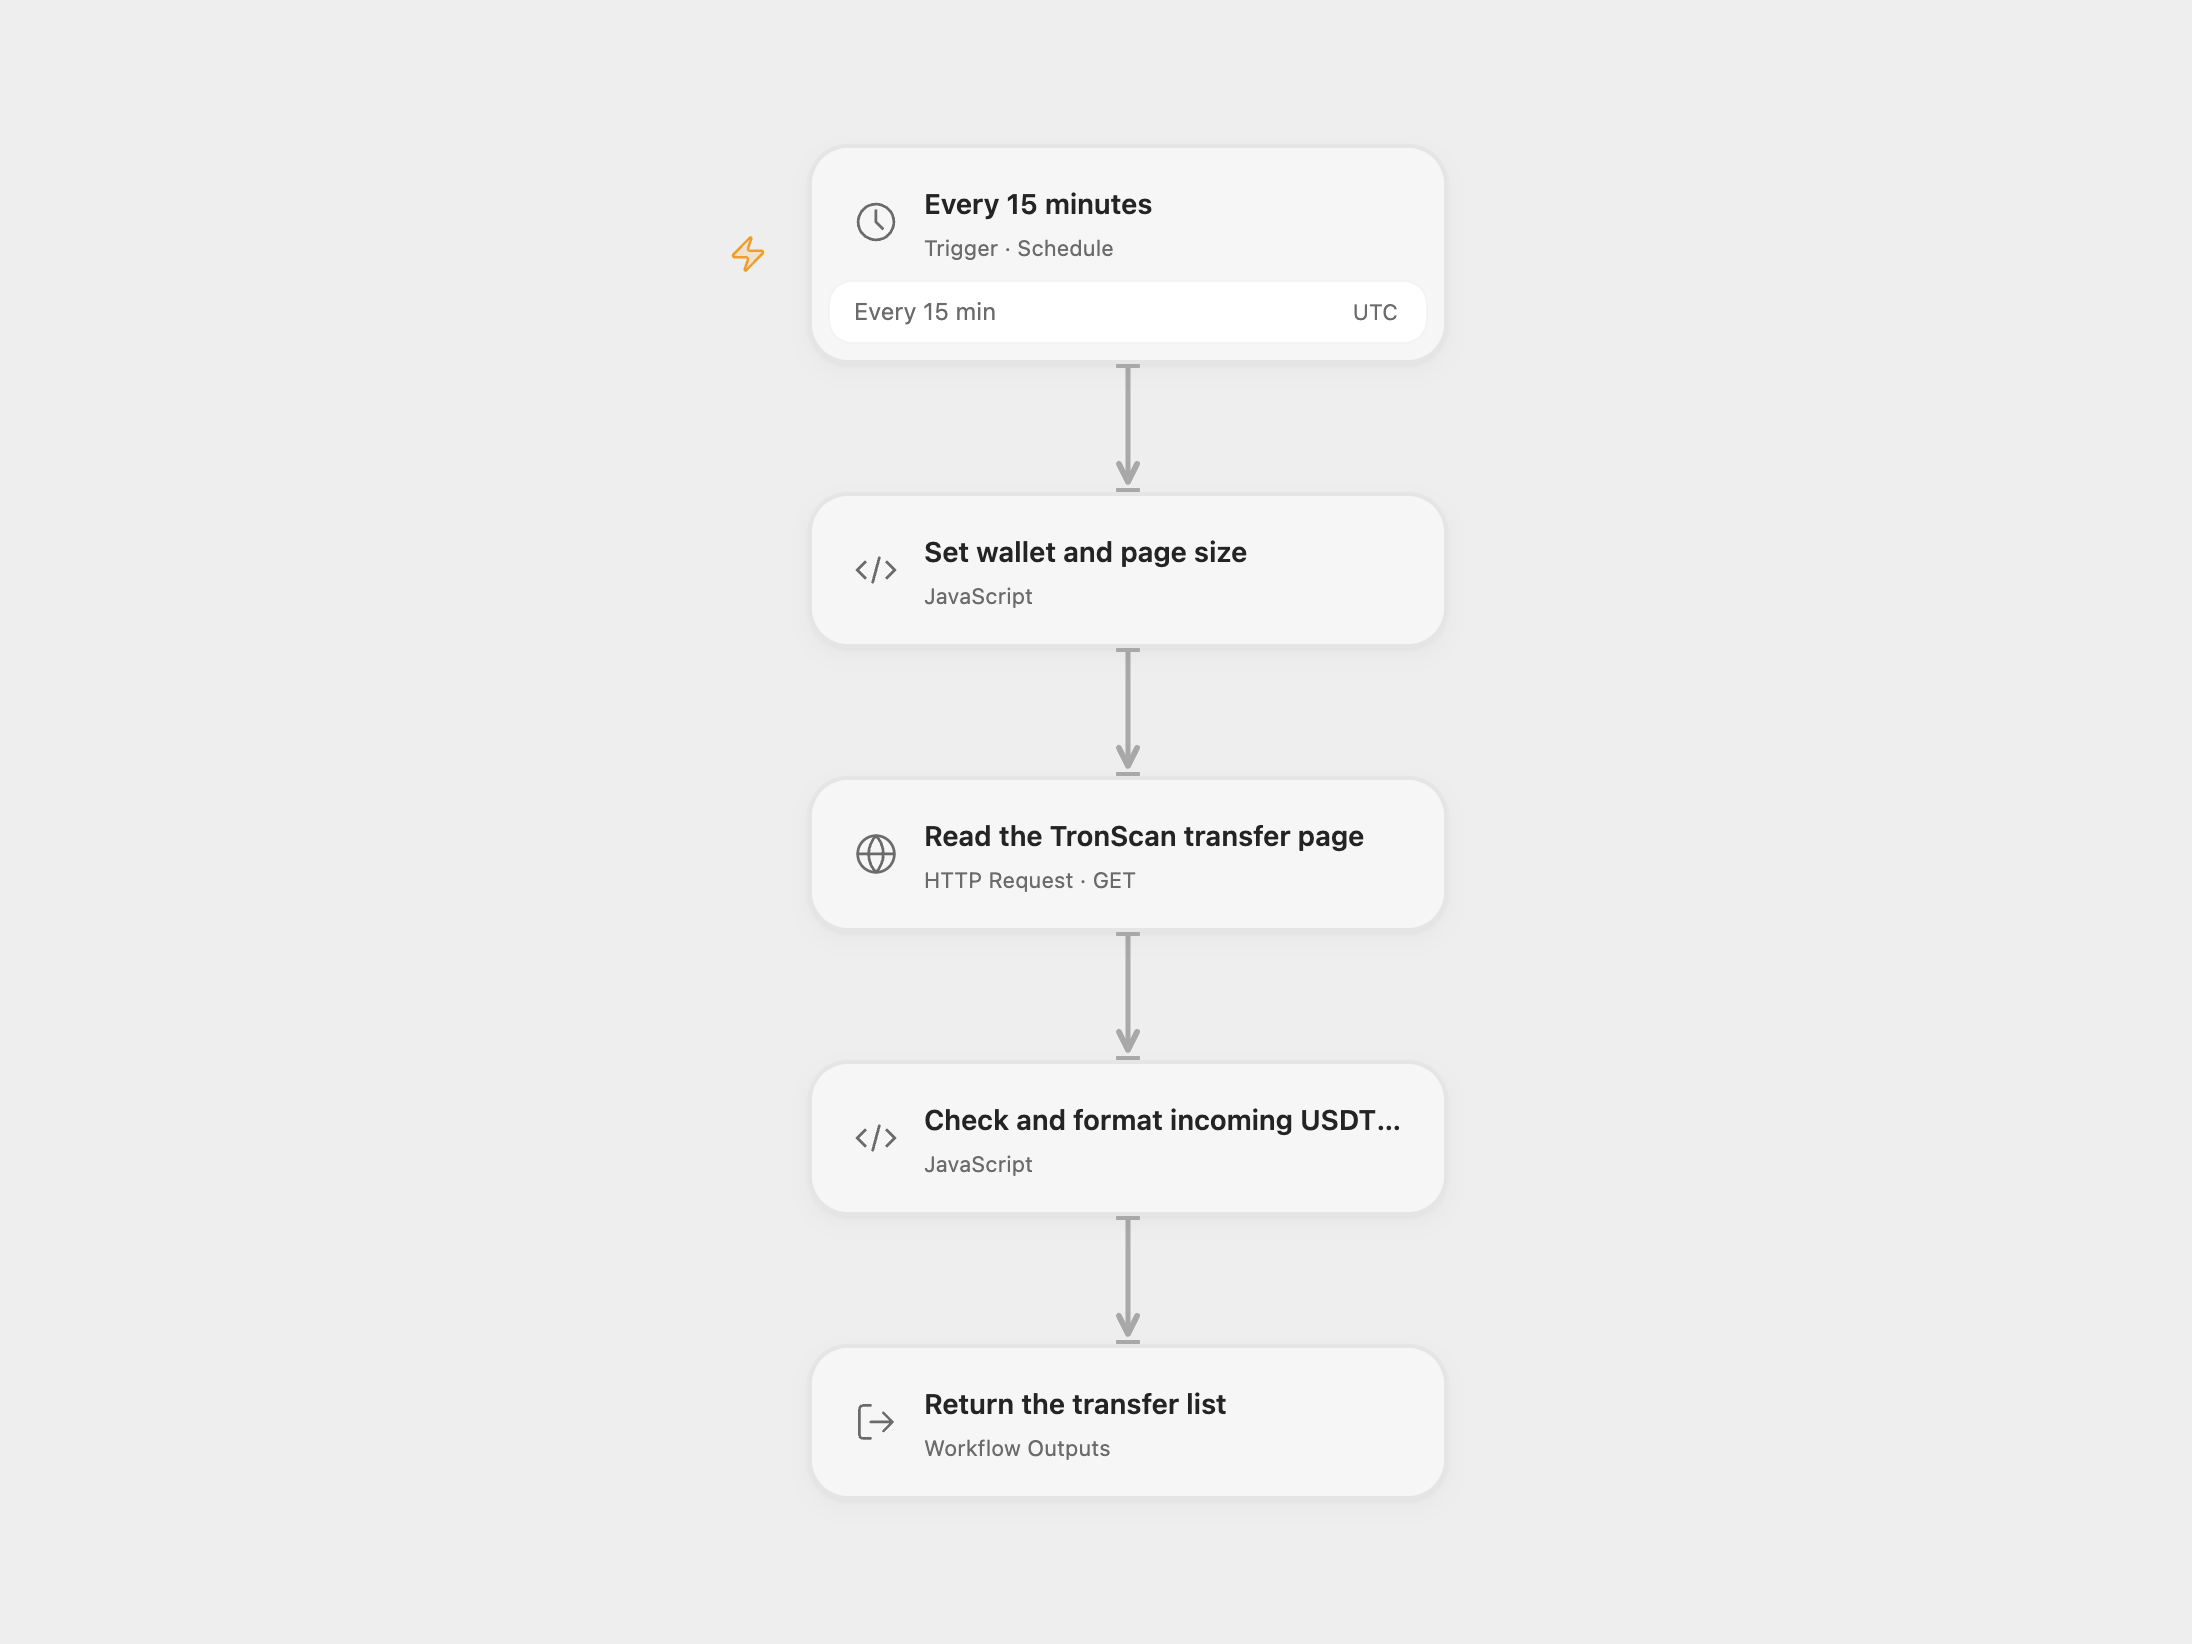 Every 15 minutes
Trigger · Schedule
Every 15 min UTC
Set wallet and page size
JavaScript
Read the TronScan transfer page
HTTP Request · GET
Check and format incoming USDT...
JavaScript
Return the transfer list
Workflow Outputs